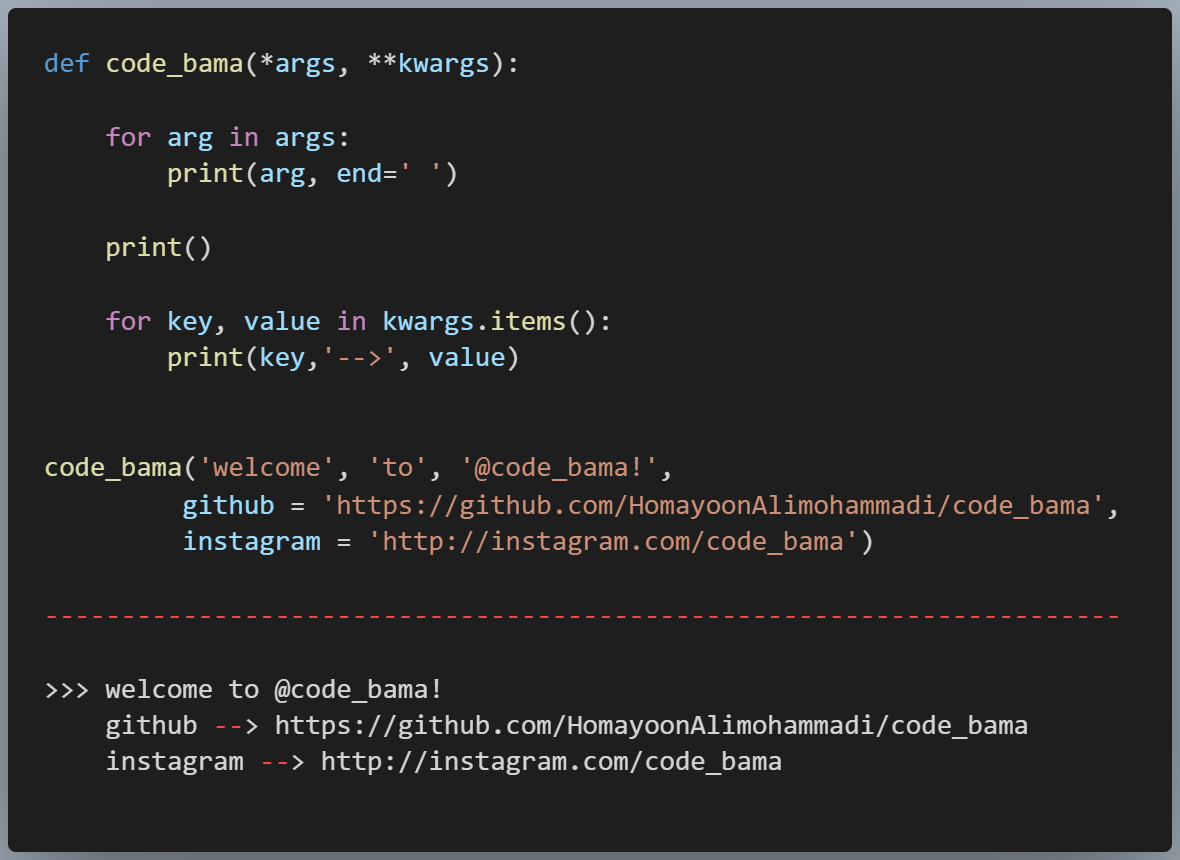 def code_bama(*args, **kwargs):
    for arg in args:
        print(arg, end=' ')
    print()
    for key, value in kwargs.items():
        print(key,'-->', value)
code_bama('welcome', 'to', '@code_bama!',
         github = 'https://github.com/HomayoonAlimohammadi/code_bama',
         instagram = 'http://instagram.com/code_bama')
----------------------------------------------------------------------
>>> welcome to @code_bama!
    github --> https://github.com/HomayoonAlimohammadi/code_bama
    instagram --> http://instagram.com/code_bama